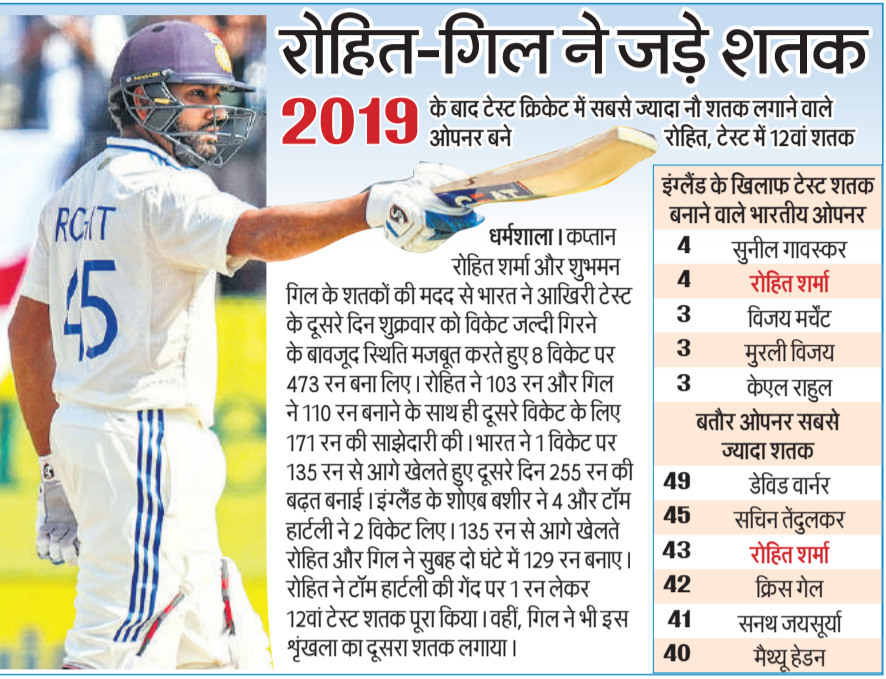 रोहित-गिल ने जड़े शतक
2019 के बाद टेस्ट क्रिकेट में सबसे ज्यादा नौ शतक लगाने वाले
ओपनर बने रोहित, टेस्ट में 12वां शतक
धर्मशाला। कप्तान
रोहित शर्मा और शुभमन
गिल के शतकों की मदद से भारत ने आखिरी टेस्ट
के दूसरे दिन शुक्रवार को विकेट जल्दी गिरने
के बावजूद स्थिति मजबूत करते हुए 8 विकेट पर
473 रन बना लिए। रोहित ने 103 रन और गिल
ने 110 रन बनाने के साथ ही दूसरे विकेट के लिए
171 रन की साझेदारी की। भारत ने 1 विकेट पर
135 रन से आगे खेलते हुए दूसरे दिन 255 रन की
बढ़त बनाई। इंग्लैंड के शोएब बशीर ने 4 और टॉम
हार्टली ने 2 विकेट लिए। 135 रन से आगे खेलते
रोहित और गिल ने सुबह दो घंटे में 129 रन बनाए।
रोहित ने टॉम हार्टली की गेंद पर 1 रन लेकर
12वां टेस्ट शतक पूरा किया। वहीं, गिल ने भी इस
शृंखला का दूसरा शतक लगाया।
इंग्लैंड के खिलाफ टेस्ट शतक
बनाने वाले भारतीय ओपनर
4 सुनील गावस्कर
4 रोहित शर्मा
3 विजय मर्चेंट
3 मुरली विजय
3 केएल राहुल
बतौर ओपनर सबसे
ज्यादा शतक
49 डेविड वार्नर
45 सचिन तेंदुलकर
43 रोहित शर्मा
42 क्रिस गेल
41 सनथ जयसूर्या
40 मैथ्यू हेडन
45